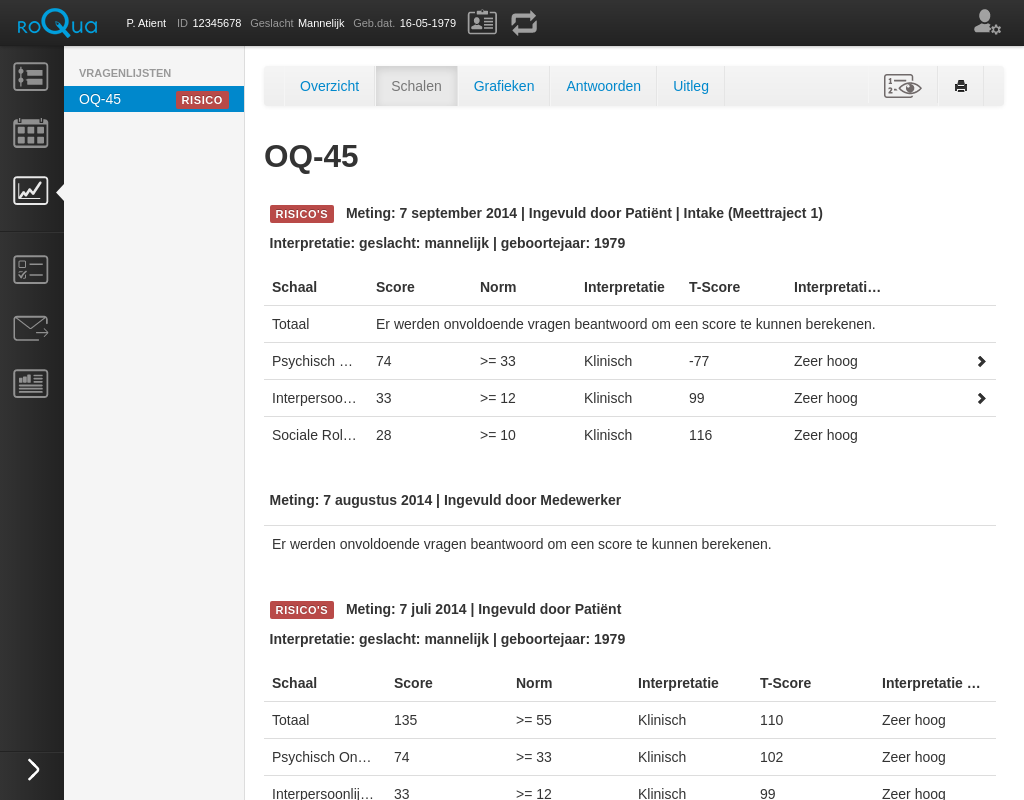 roQua P. Atient ID 12345678 Geslacht Mannelijk Geb.dat. 16-05-1979
VRAGENLIJSTEN
OQ-45 RISICO
Overzicht Schalen Grafieken Antwoorden Uitleg
OQ-45
RISICO'S Meting: 7 september 2014 | Ingevuld door Patiënt | Intake (Meettraject 1)
Interpretatie: geslacht: mannelijk | geboortejaar: 1979
Schaal Score Norm Interpretatie T-Score Interpretati…
Totaal Er werden onvoldoende vragen beantwoord om een score te kunnen berekenen.
Psychisch … 74 >= 33 Klinisch -77 Zeer hoog
Interpersoo… 33 >= 12 Klinisch 99 Zeer hoog
Sociale Rol… 28 >= 10 Klinisch 116 Zeer hoog
Meting: 7 augustus 2014 | Ingevuld door Medewerker
Er werden onvoldoende vragen beantwoord om een score te kunnen berekenen.
RISICO'S Meting: 7 juli 2014 | Ingevuld door Patiënt
Interpretatie: geslacht: mannelijk | geboortejaar: 1979
Schaal Score Norm Interpretatie T-Score Interpretatie …
Totaal 135 >= 55 Klinisch 110 Zeer hoog
Psychisch On… 74 >= 33 Klinisch 102 Zeer hoog
Interpersoonlij… 33 >= 12 Klinisch 99 Zeer hoog